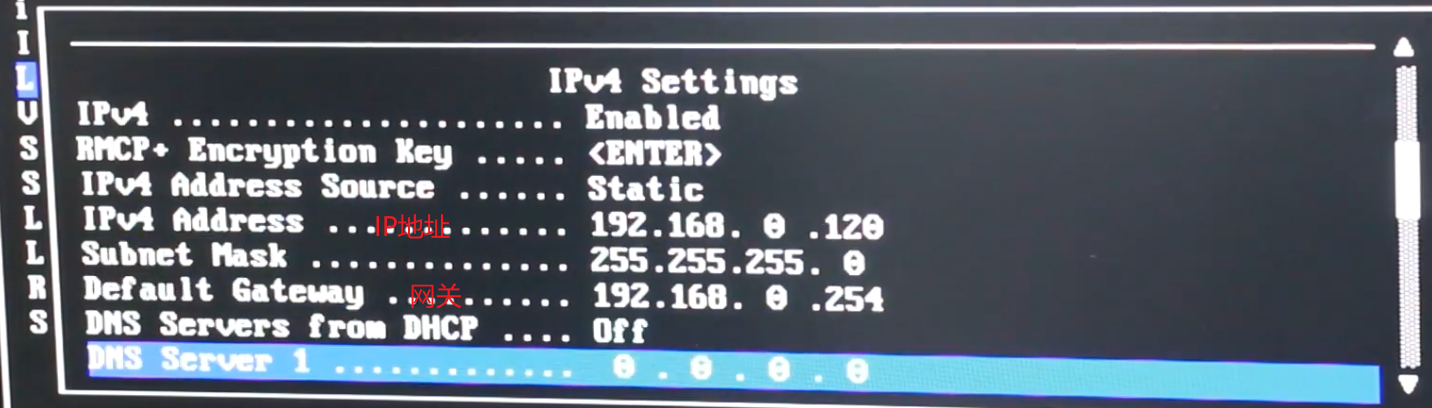 i
I
L
V
S
S
L
L
R
S
IPv4 Settings
IPv4 ...................... Enabled
RMCP+ Encryption Key ..... <ENTER>
IPv4 Address Source ...... Static
IPv4 Address ...IP地址....... 192.168. 0 .120
Subnet Mask .............. 255.255.255. 0
Default Gateway ..网关...... 192.168. 0 .254
DNS Servers from DHCP .... Off
DNS Server 1 ............. 0 . 0 . 0 . 0